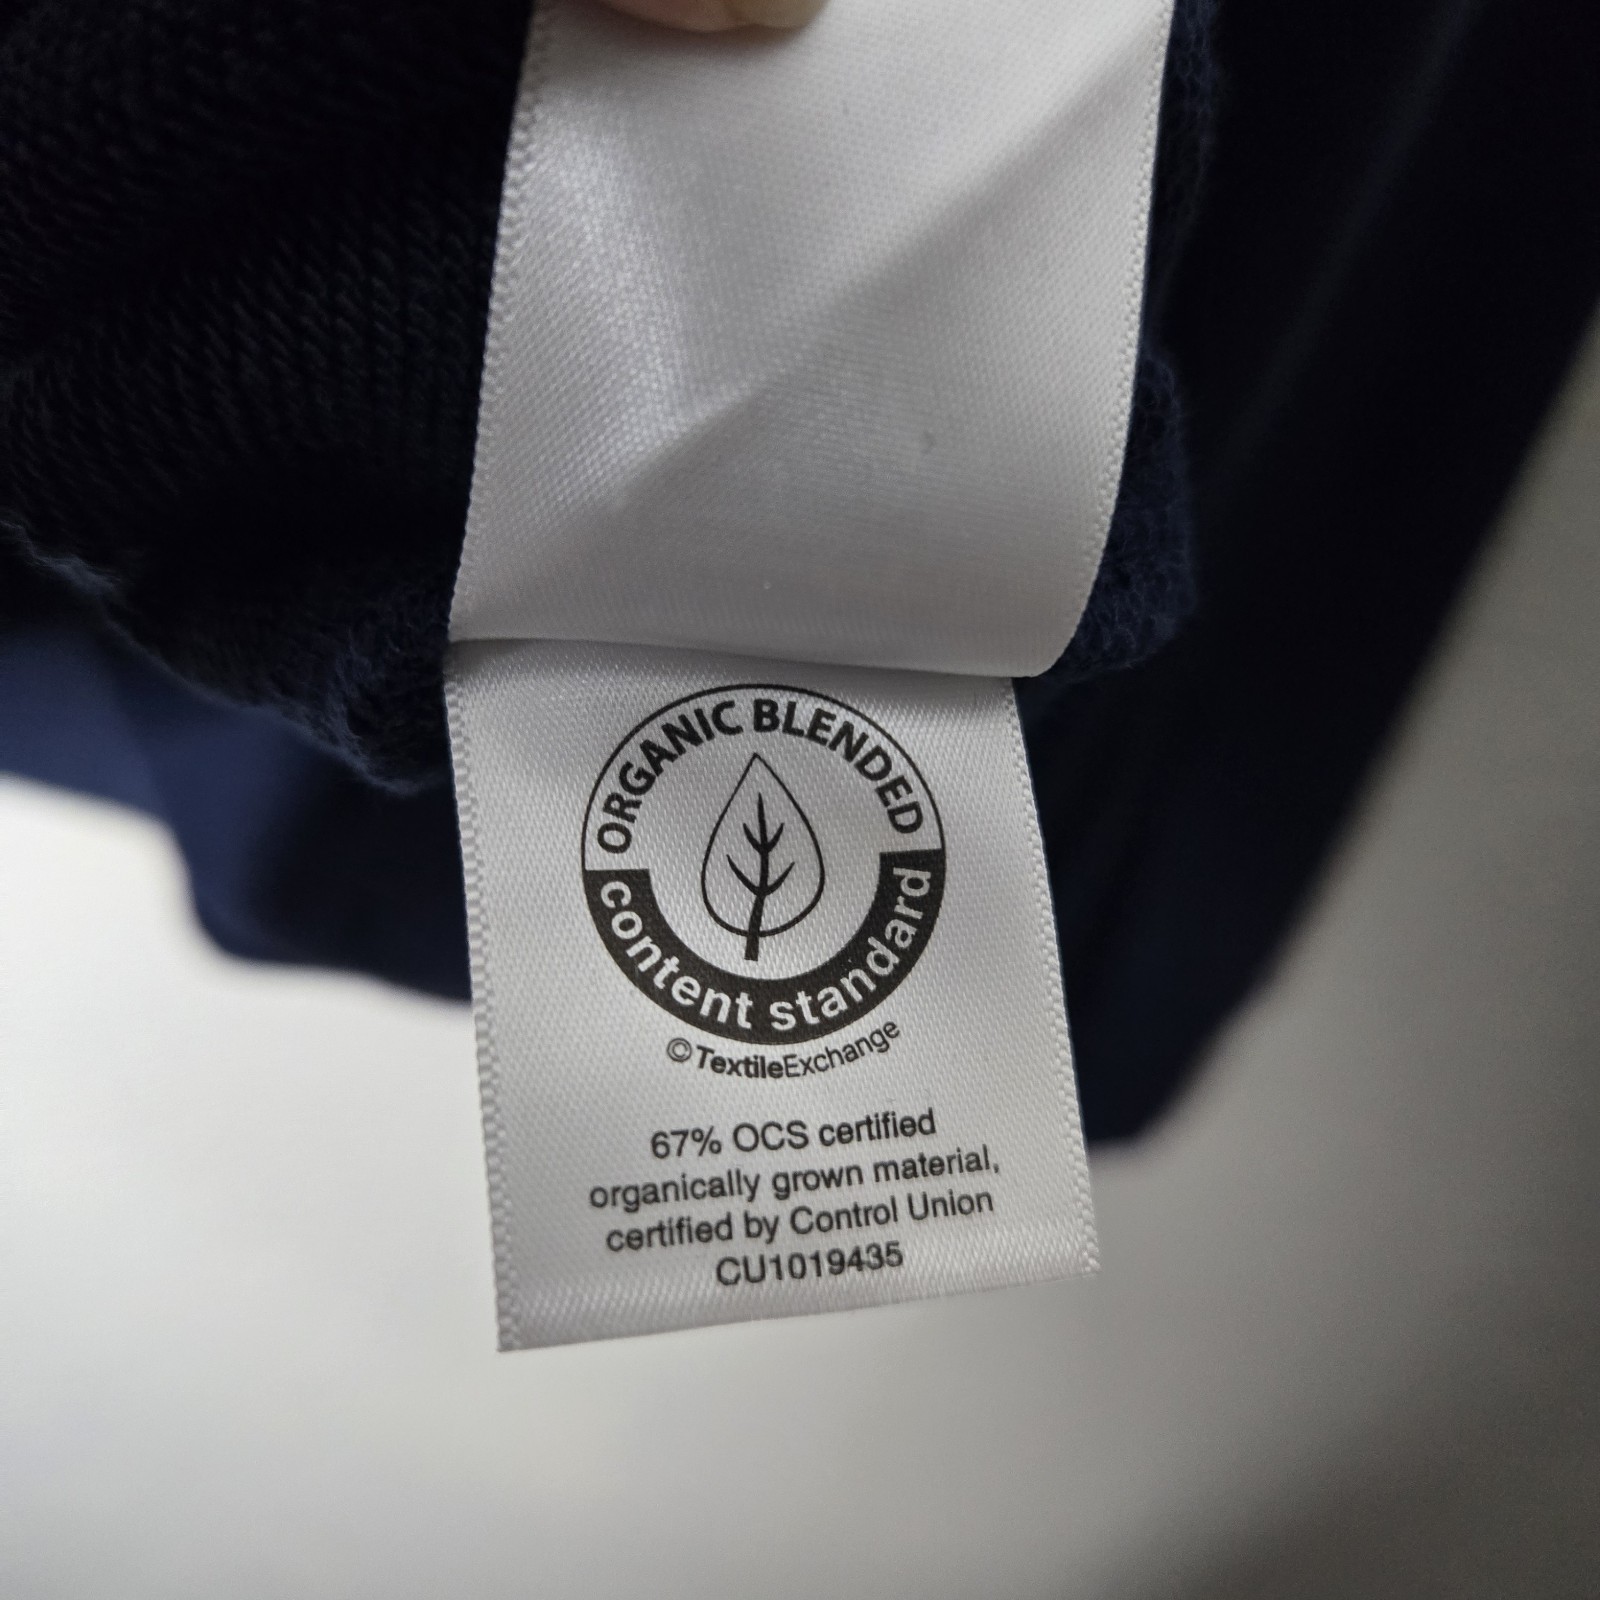 ORGANIC BLENDED
content standard
©TextileExchange
67% OCS certified
organically grown material,
certified by Control Union
CU1019435